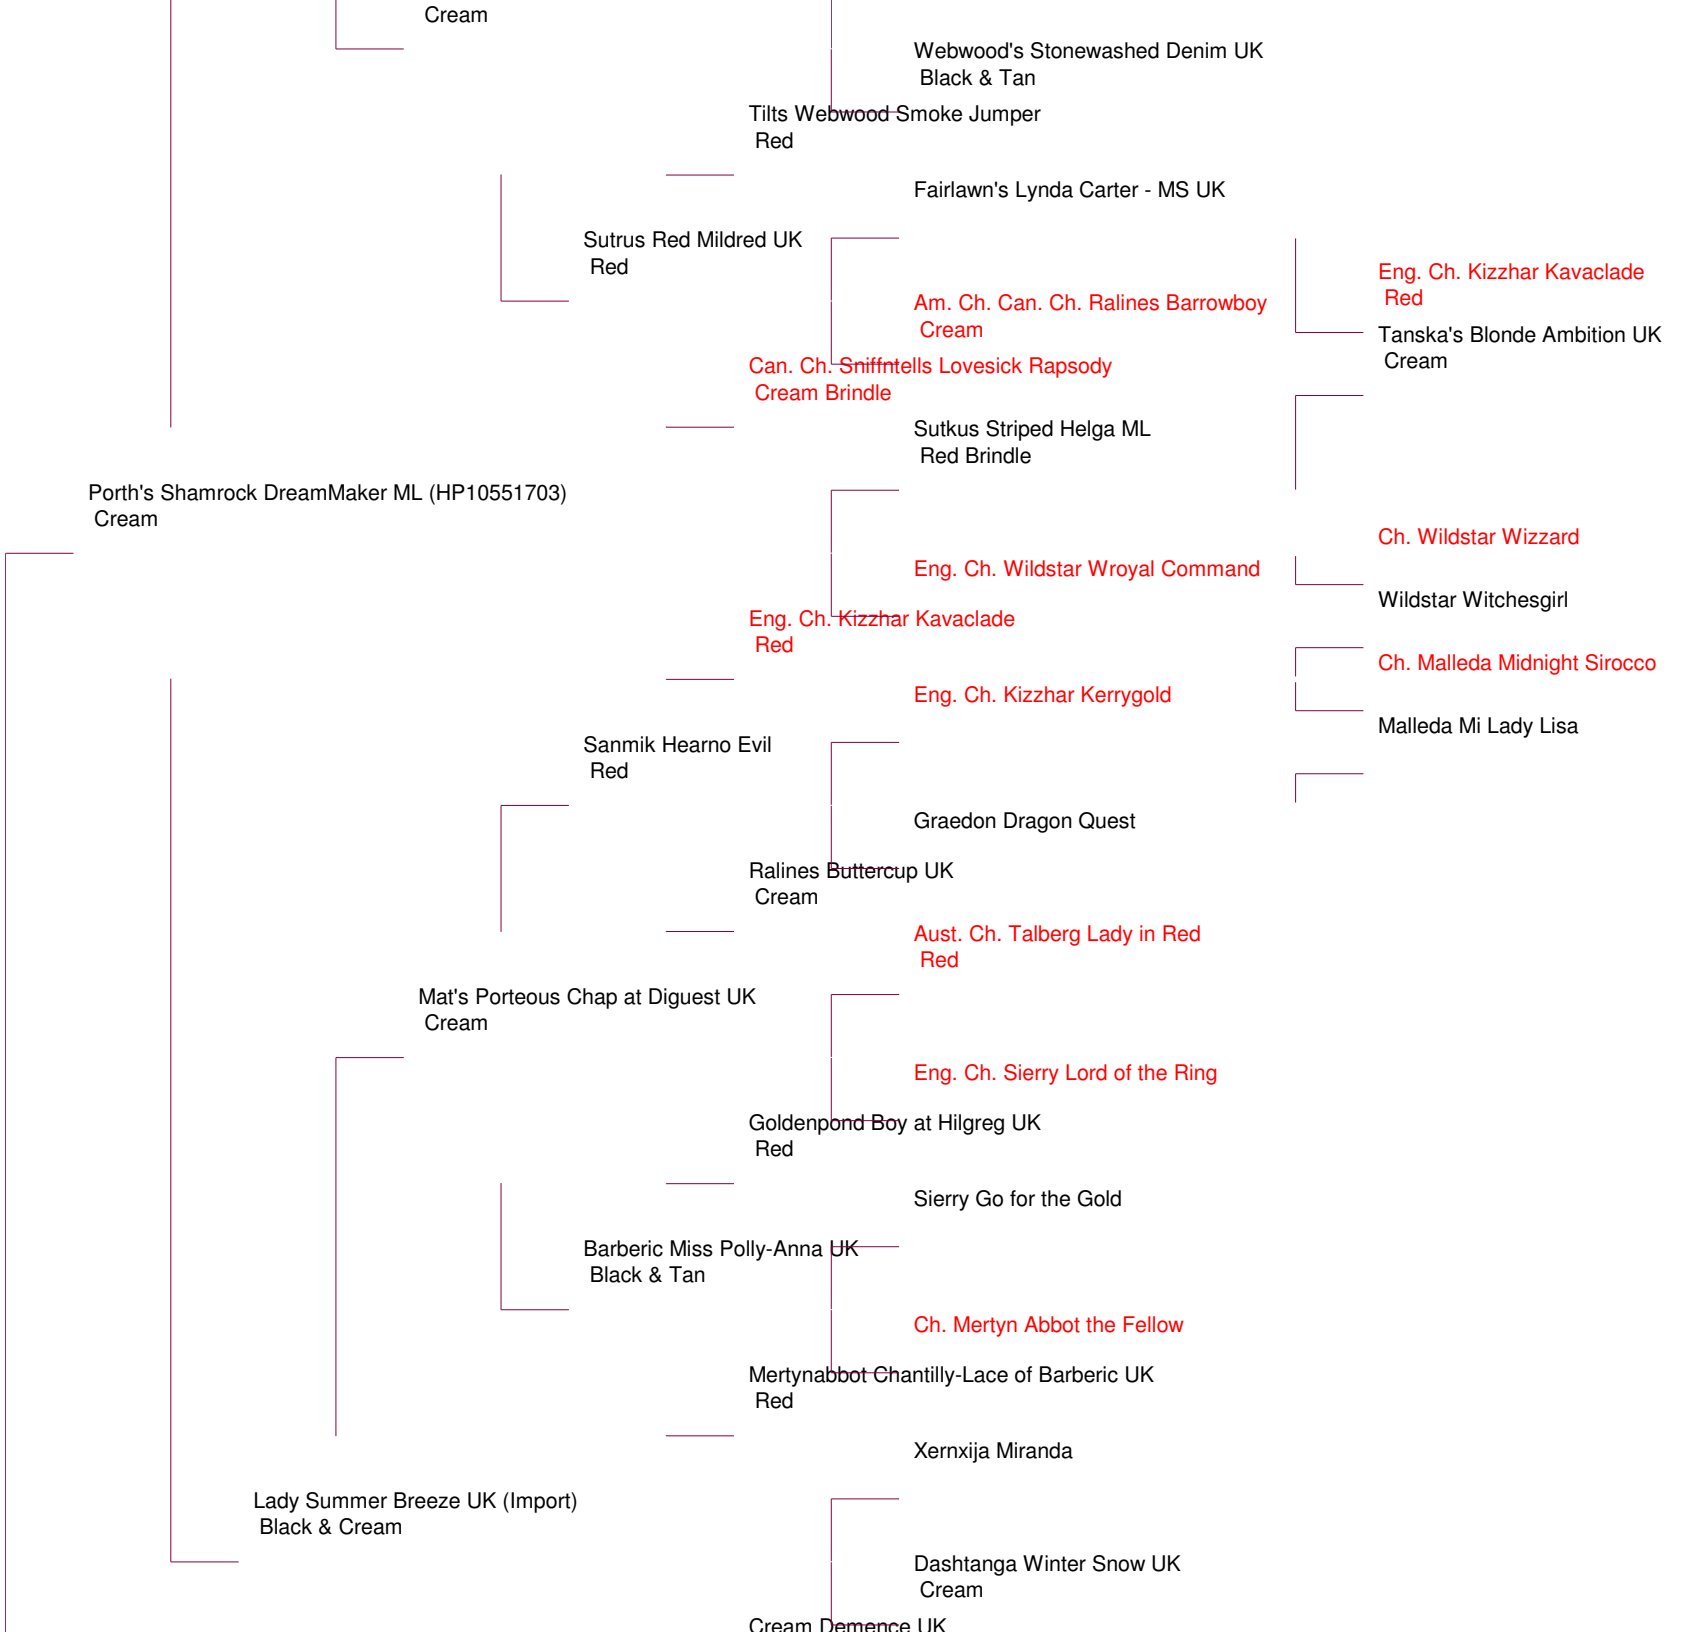 Cream
Webwood's Stonewashed Denim UK
Black & Tan
Tilts Webwood Smoke Jumper
Red
Fairlawn's Lynda Carter - MS UK
Sutrus Red Mildred UK
Red
Eng. Ch. Kizzhar Kavaclade
Red
Am. Ch. Can. Ch. Ralines Barrowboy
Cream
Tanska's Blonde Ambition UK
Cream
Can. Ch. Sniffntells Lovesick Rapsody
Cream Brindle
Sutkus Striped Helga ML
Red Brindle
Porth's Shamrock DreamMaker ML (HP10551703)
Cream
Ch. Wildstar Wizzard
Eng. Ch. Wildstar Wroyal Command
Wildstar Witchesgirl
Eng. Ch. Kizzhar Kavaclade
Red
Ch. Malleda Midnight Sirocco
Eng. Ch. Kizzhar Kerrygold
Malleda Mi Lady Lisa
Sanmik Hearno Evil
Red
Graedon Dragon Quest
Ralines Buttercup UK
Cream
Aust. Ch. Talberg Lady in Red
Red
Mat's Porteous Chap at Diguest UK
Cream
Eng. Ch. Sierry Lord of the Ring
Goldenpond Boy at Hilgreg UK
Red
Sierry Go for the Gold
Barberic Miss Polly-Anna UK
Black & Tan
Ch. Mertyn Abbot the Fellow
Mertynabbot Chantilly-Lace of Barberic UK
Red
Xernxija Miranda
Lady Summer Breeze UK (Import)
Black & Cream
Dashtanga Winter Snow UK
Cream
Cream Demence UK